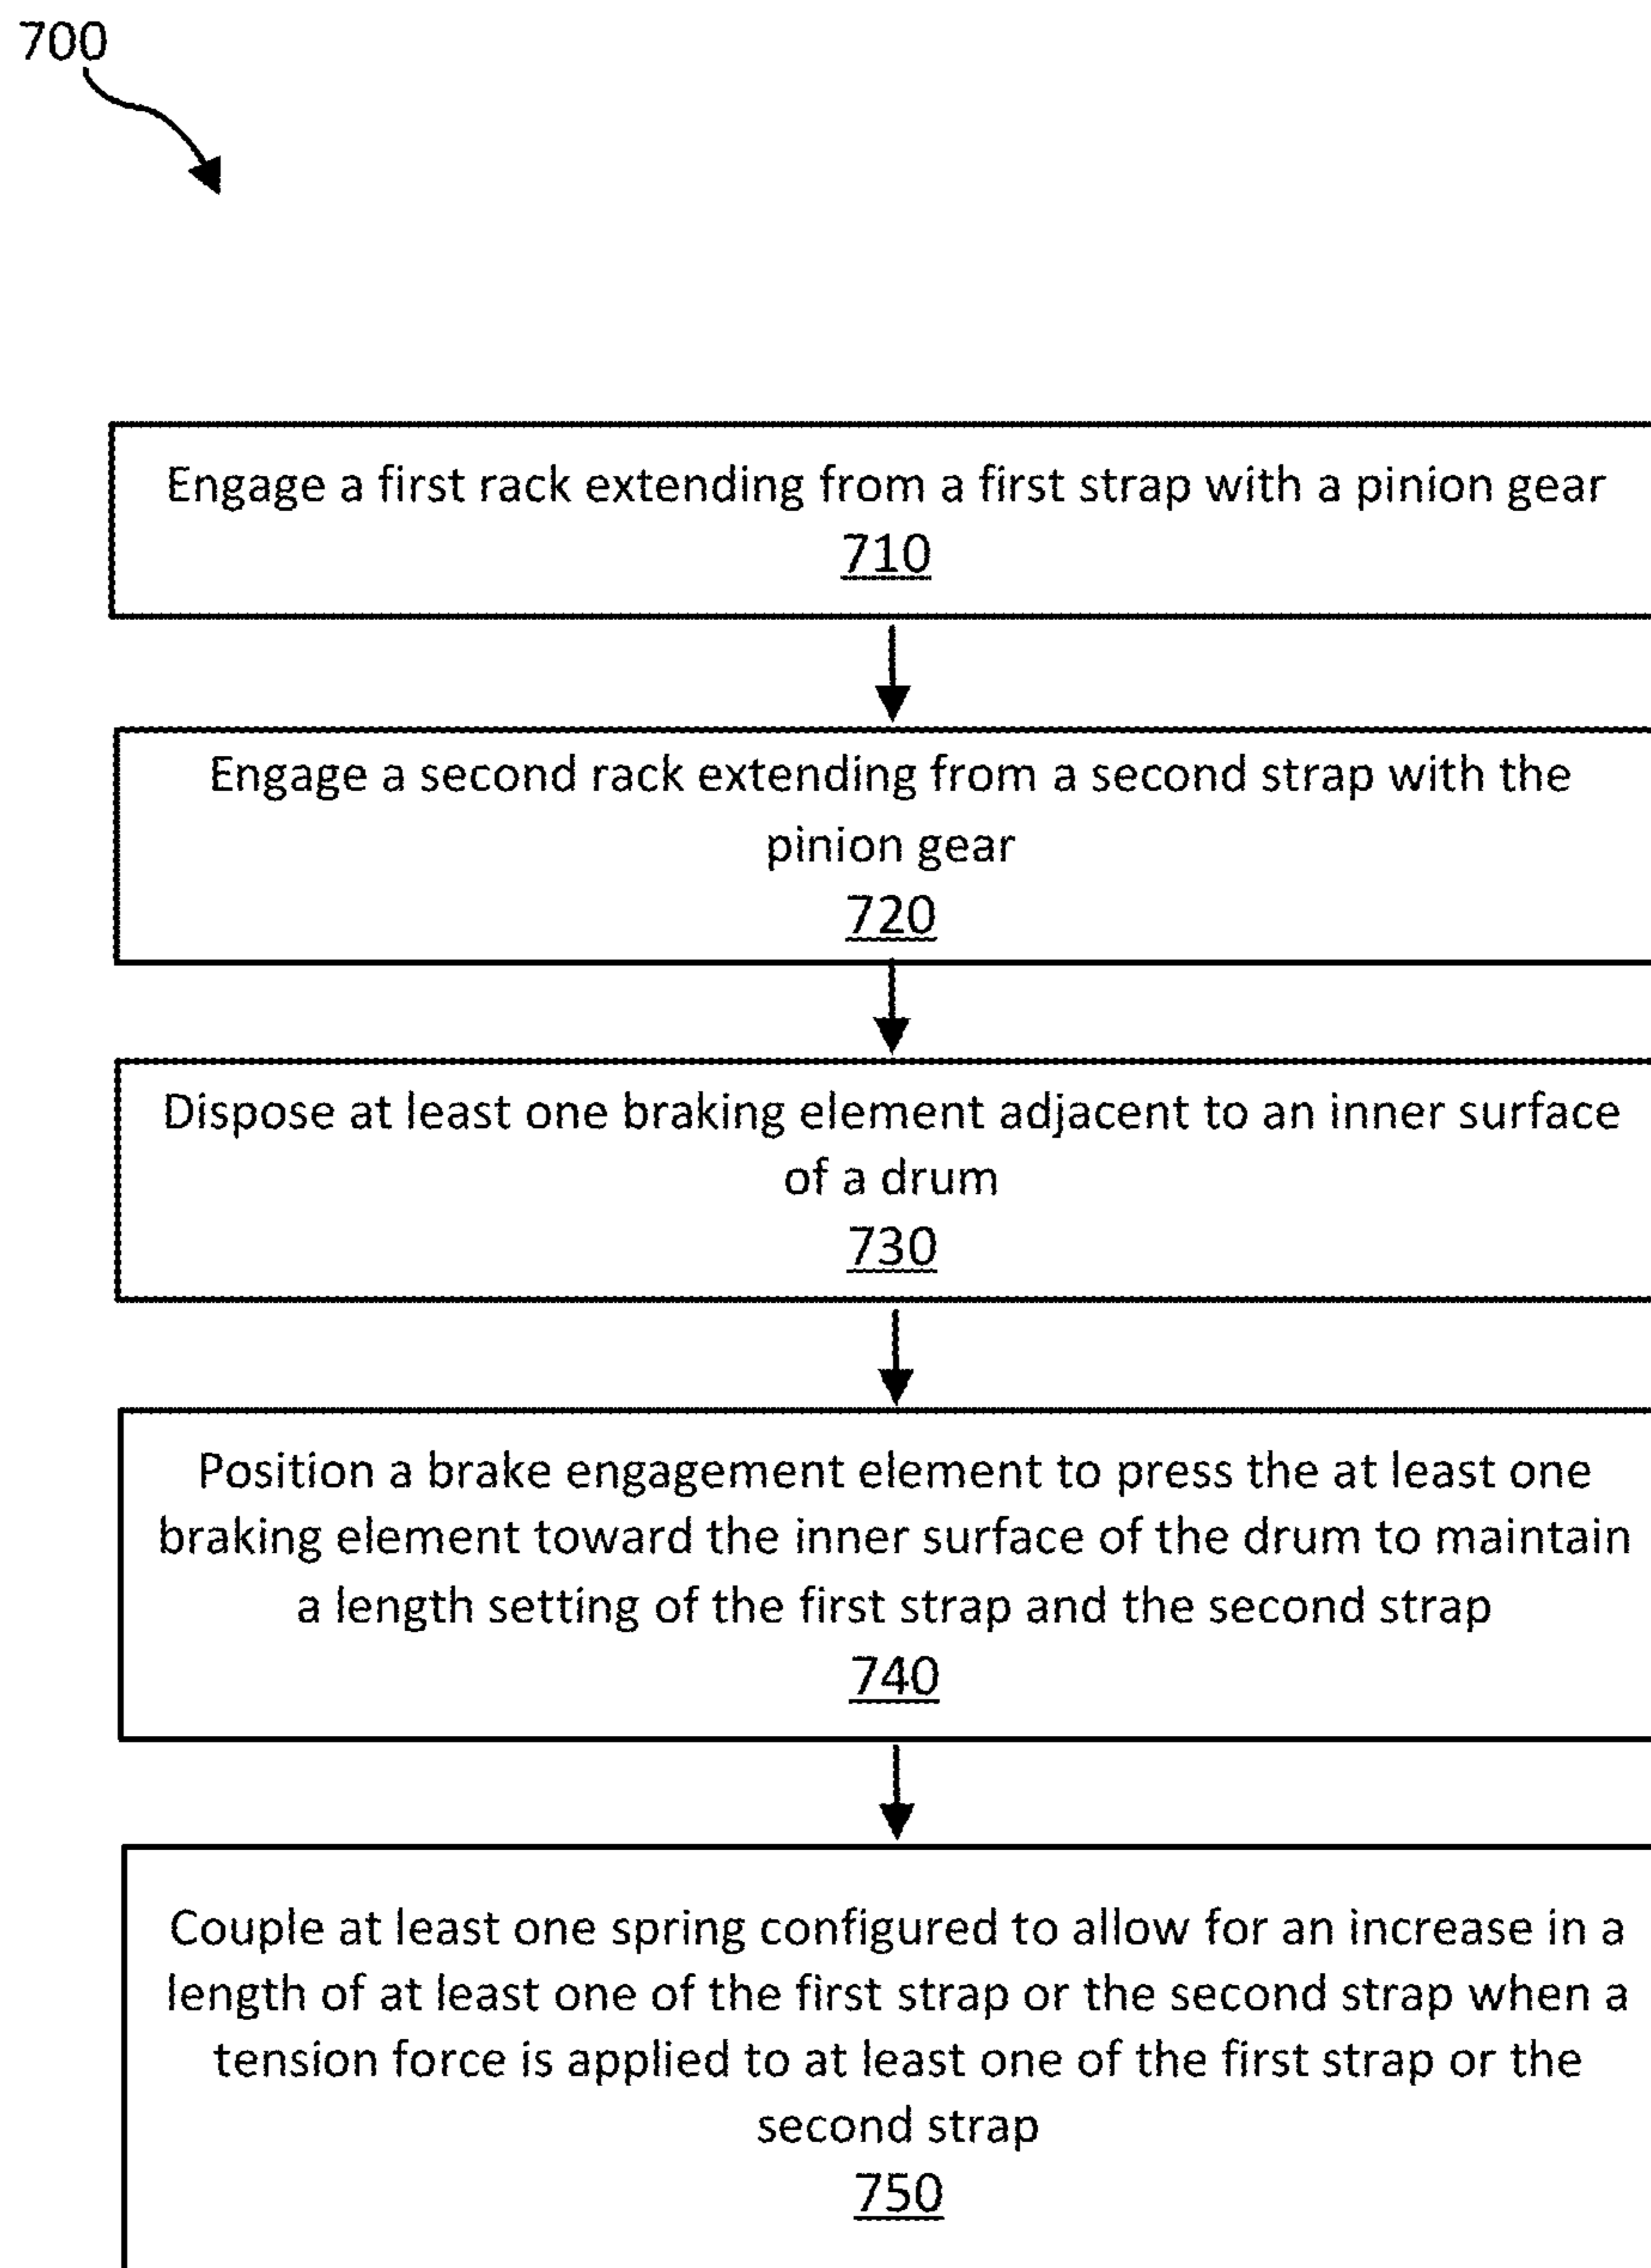 700
Engage a first rack extending from a first strap with a pinion gear
710
Engage a second rack extending from a second strap with the
pinion gear
720
Dispose at least one braking element adjacent to an inner surface
of a drum
730
Position a brake engagement element to press the at least one
braking element toward the inner surface of the drum to maintain
a length setting of the first strap and the second strap
740
Couple at least one spring configured to allow for an increase in a
length of at least one of the first strap or the second strap when a
tension force is applied to at least one of the first strap or the
second strap
750